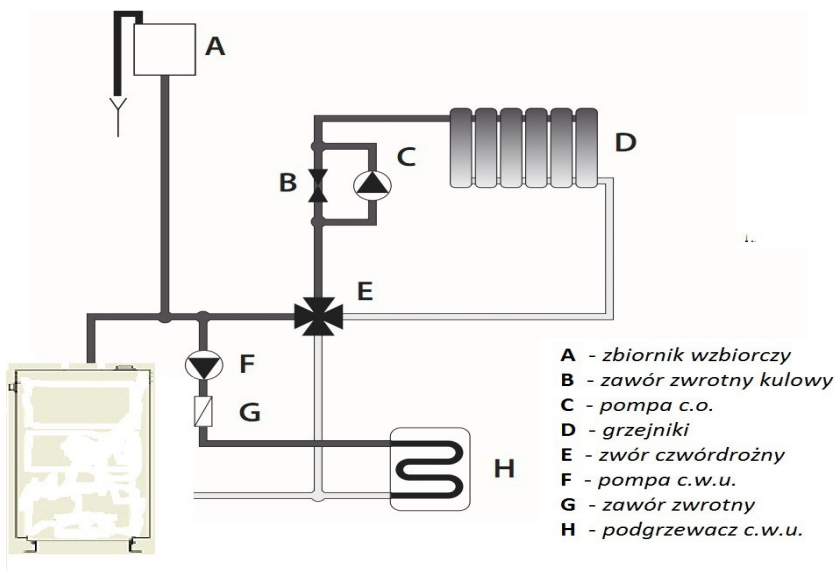 A
B
C
D
E
F
G
H
A - zbiornik wzbiorczy
B - zawór zwrotny kulowy
C - pompa c.o.
D - grzejniki
E - zwór czwórdrożny
F - pompa c.w.u.
G - zawór zwrotny
H - podgrzewacz c.w.u.